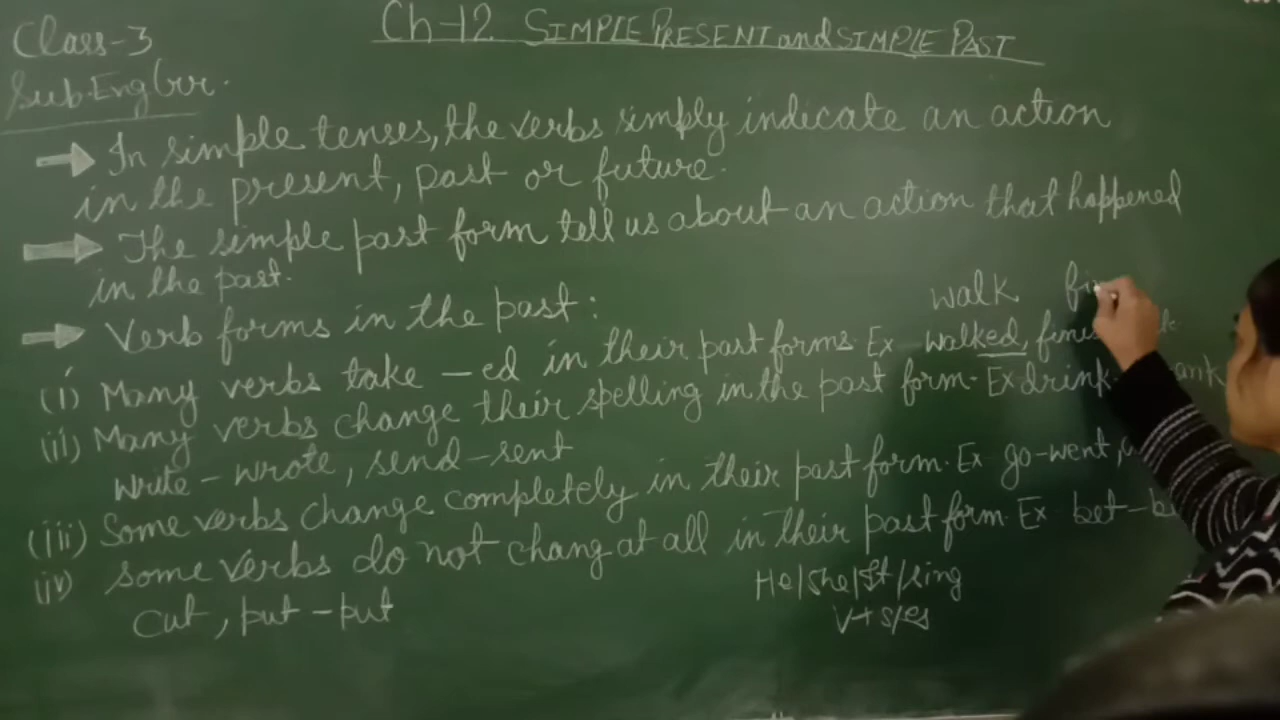 Class-3
Sub. Eng Gr.
Ch-12 SIMPLE PRESENT and SIMPLE PAST
→ In simple tenses, the verbs simply indicate an action
in the present, past or future.
→ The simple past form tell us about an action that happened
in the past.
→ Verb forms in the past :
walk
(i) Many verbs take -ed in their past forms. Ex walked,
(ii) Many verbs change their spelling in the past form. Ex drink
write - wrote, send - sent
(iii) Some verbs change completely in their past form. Ex go-went,
(iv) Some verbs do not chang at all in their past form. Ex bet -
cut, put - put
He/She/It/Sing
V+s/es